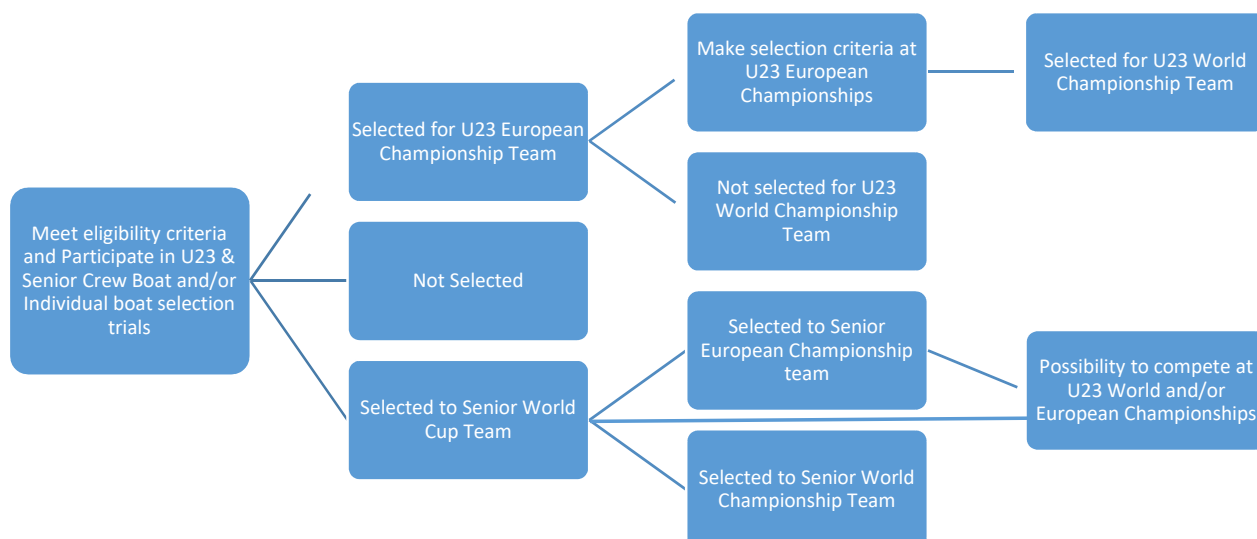 Meet eligibility criteria
and Participate in U23 &
Senior Crew Boat and/or
Individual boat selection
trials
Selected for U23 European
Championship Team
Not Selected
Selected to Senior World
Cup Team
Make selection criteria at
U23 European
Championships
Not selected for U23
World Championship
Team
Selected to Senior
European Championship
team
Selected to Senior World
Championship Team
Selected for U23 World
Championship Team
Possibility to compete at
U23 World and/or
European Championships